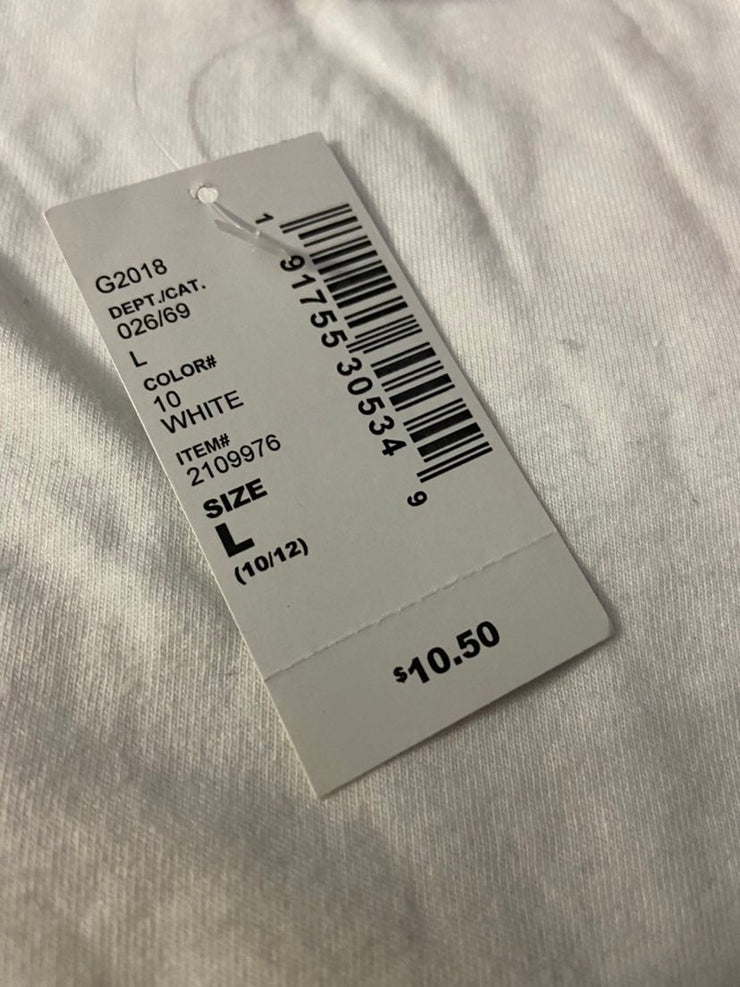 G2018
DEPT./CAT.
026/69
L
COLOR#
10
WHITE
ITEM#
2109976
SIZE
L
(10/12)
1 91755 30534 9
$10.50